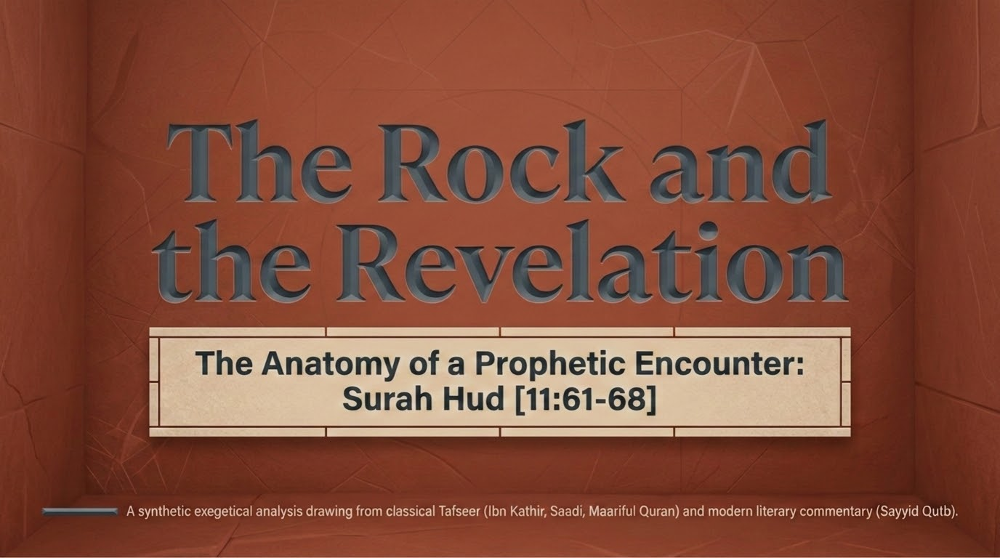 The Rock and
the Revelation
The Anatomy of a Prophetic Encounter:
Surah Hud [11:61-68]
A synthetic exegetical analysis drawing from classical Tafseer (Ibn Kathir, Saadi, Maariful Quran) and modern literary commentary (Sayyid Qutb).